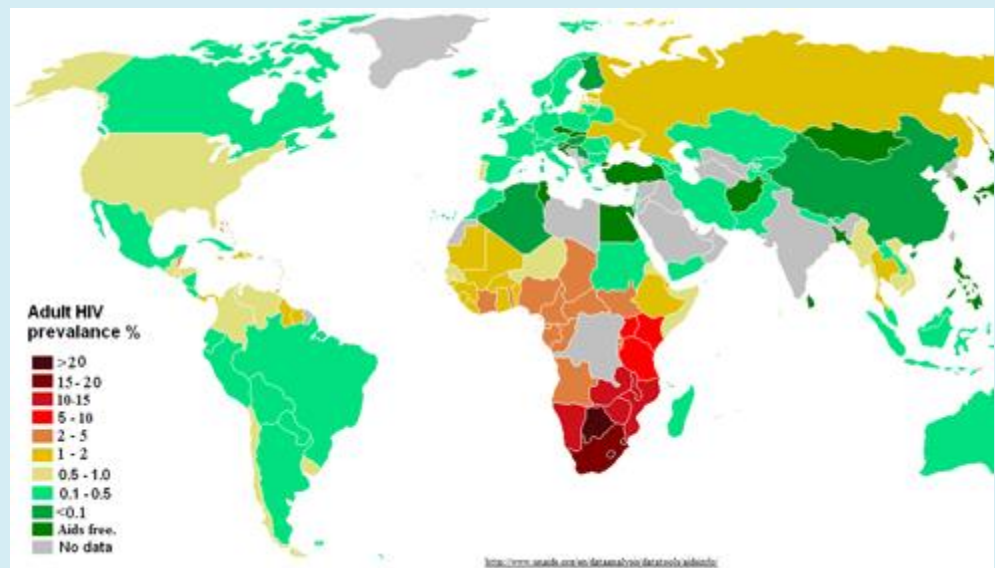 Adult HIV
prevalance %
>20
15 - 20
10-15
5 - 10
2 - 5
1 - 2
0.5 - 1.0
0.1 - 0.5
<0.1
Aids free.
No data